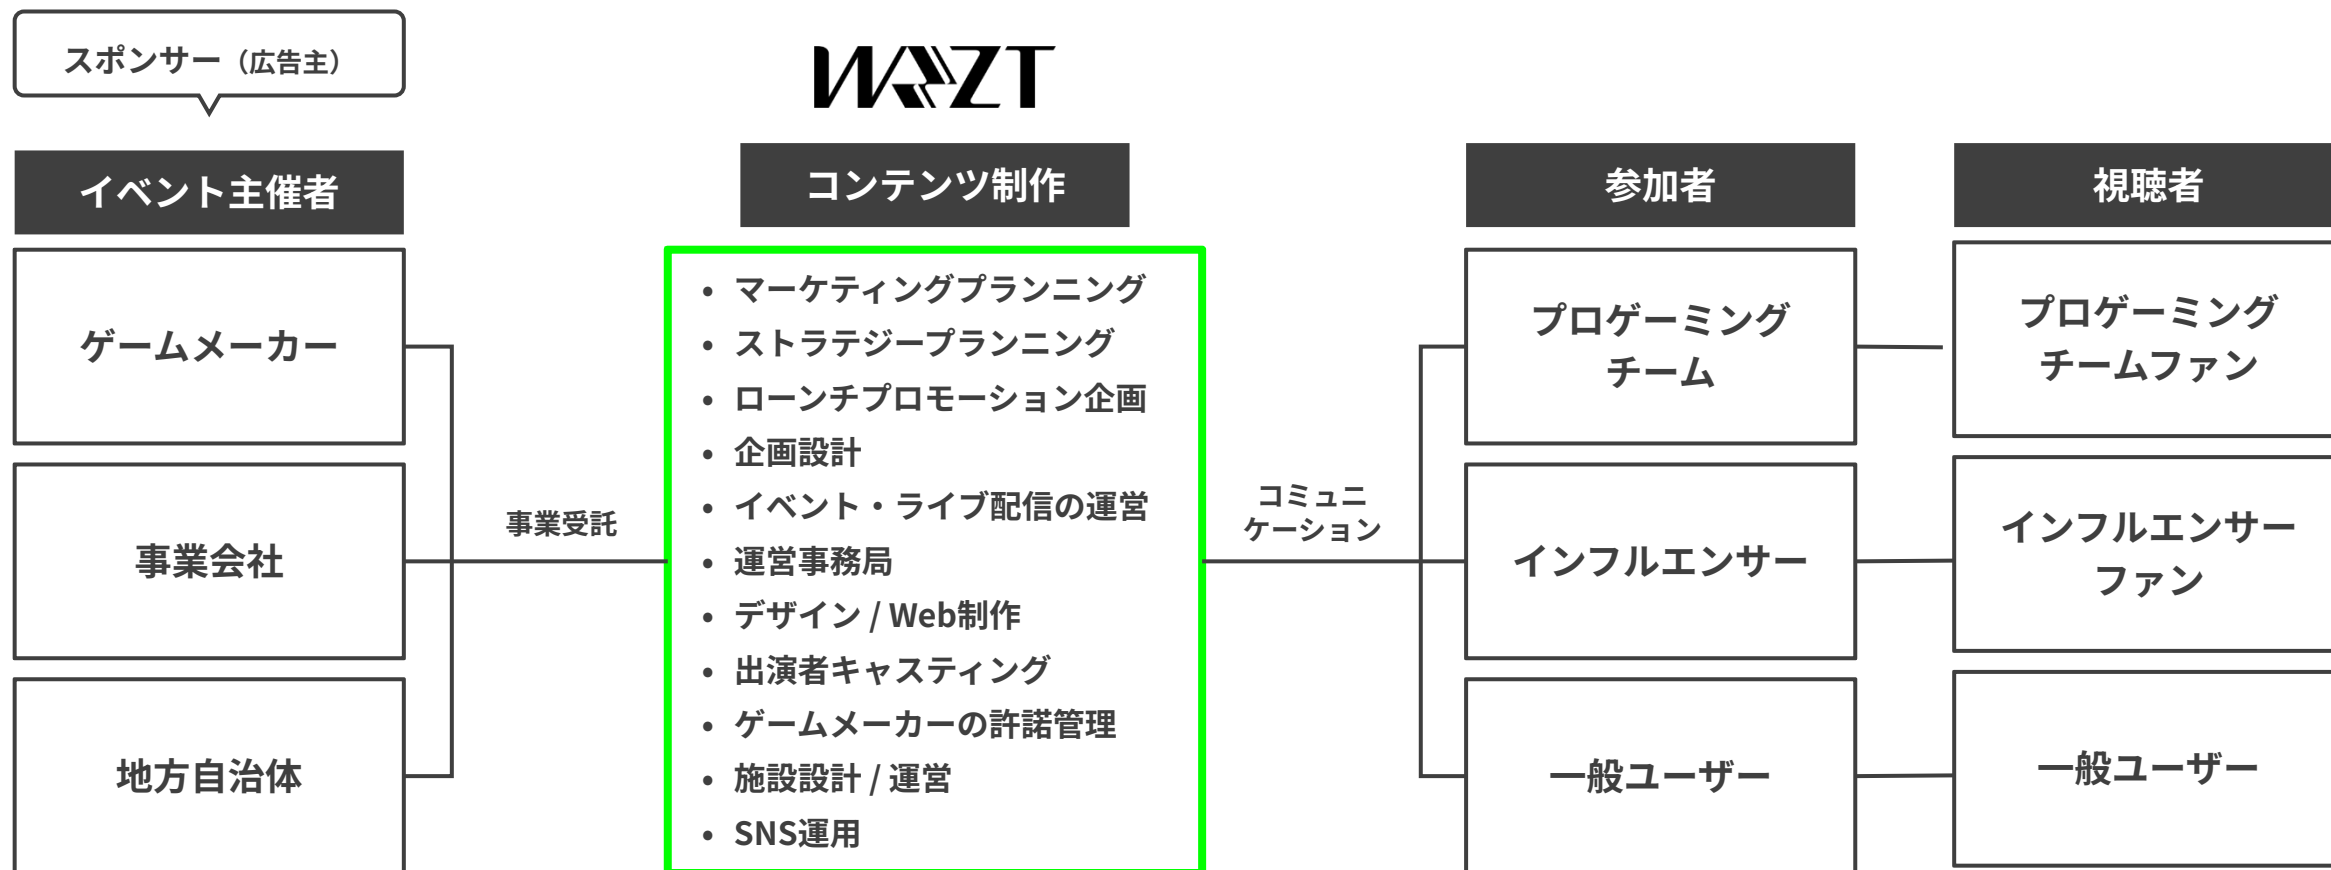 スポンサー（広告主）
イベント主催者
ゲームメーカー
事業会社
地方自治体
事業受託
WRZT
コンテンツ制作
• マーケティングプランニング
• ストラテジープランニング
• ローンチプロモーション企画
• 企画設計
• イベント・ライブ配信の運営
• 運営事務局
• デザイン / Web制作
• 出演者キャスティング
• ゲームメーカーの許諾管理
• 施設設計 / 運営
• SNS運用
コミュニ
ケーション
参加者
プロゲーミング
チーム
インフルエンサー
一般ユーザー
視聴者
プロゲーミング
チームファン
インフルエンサー
ファン
一般ユーザー